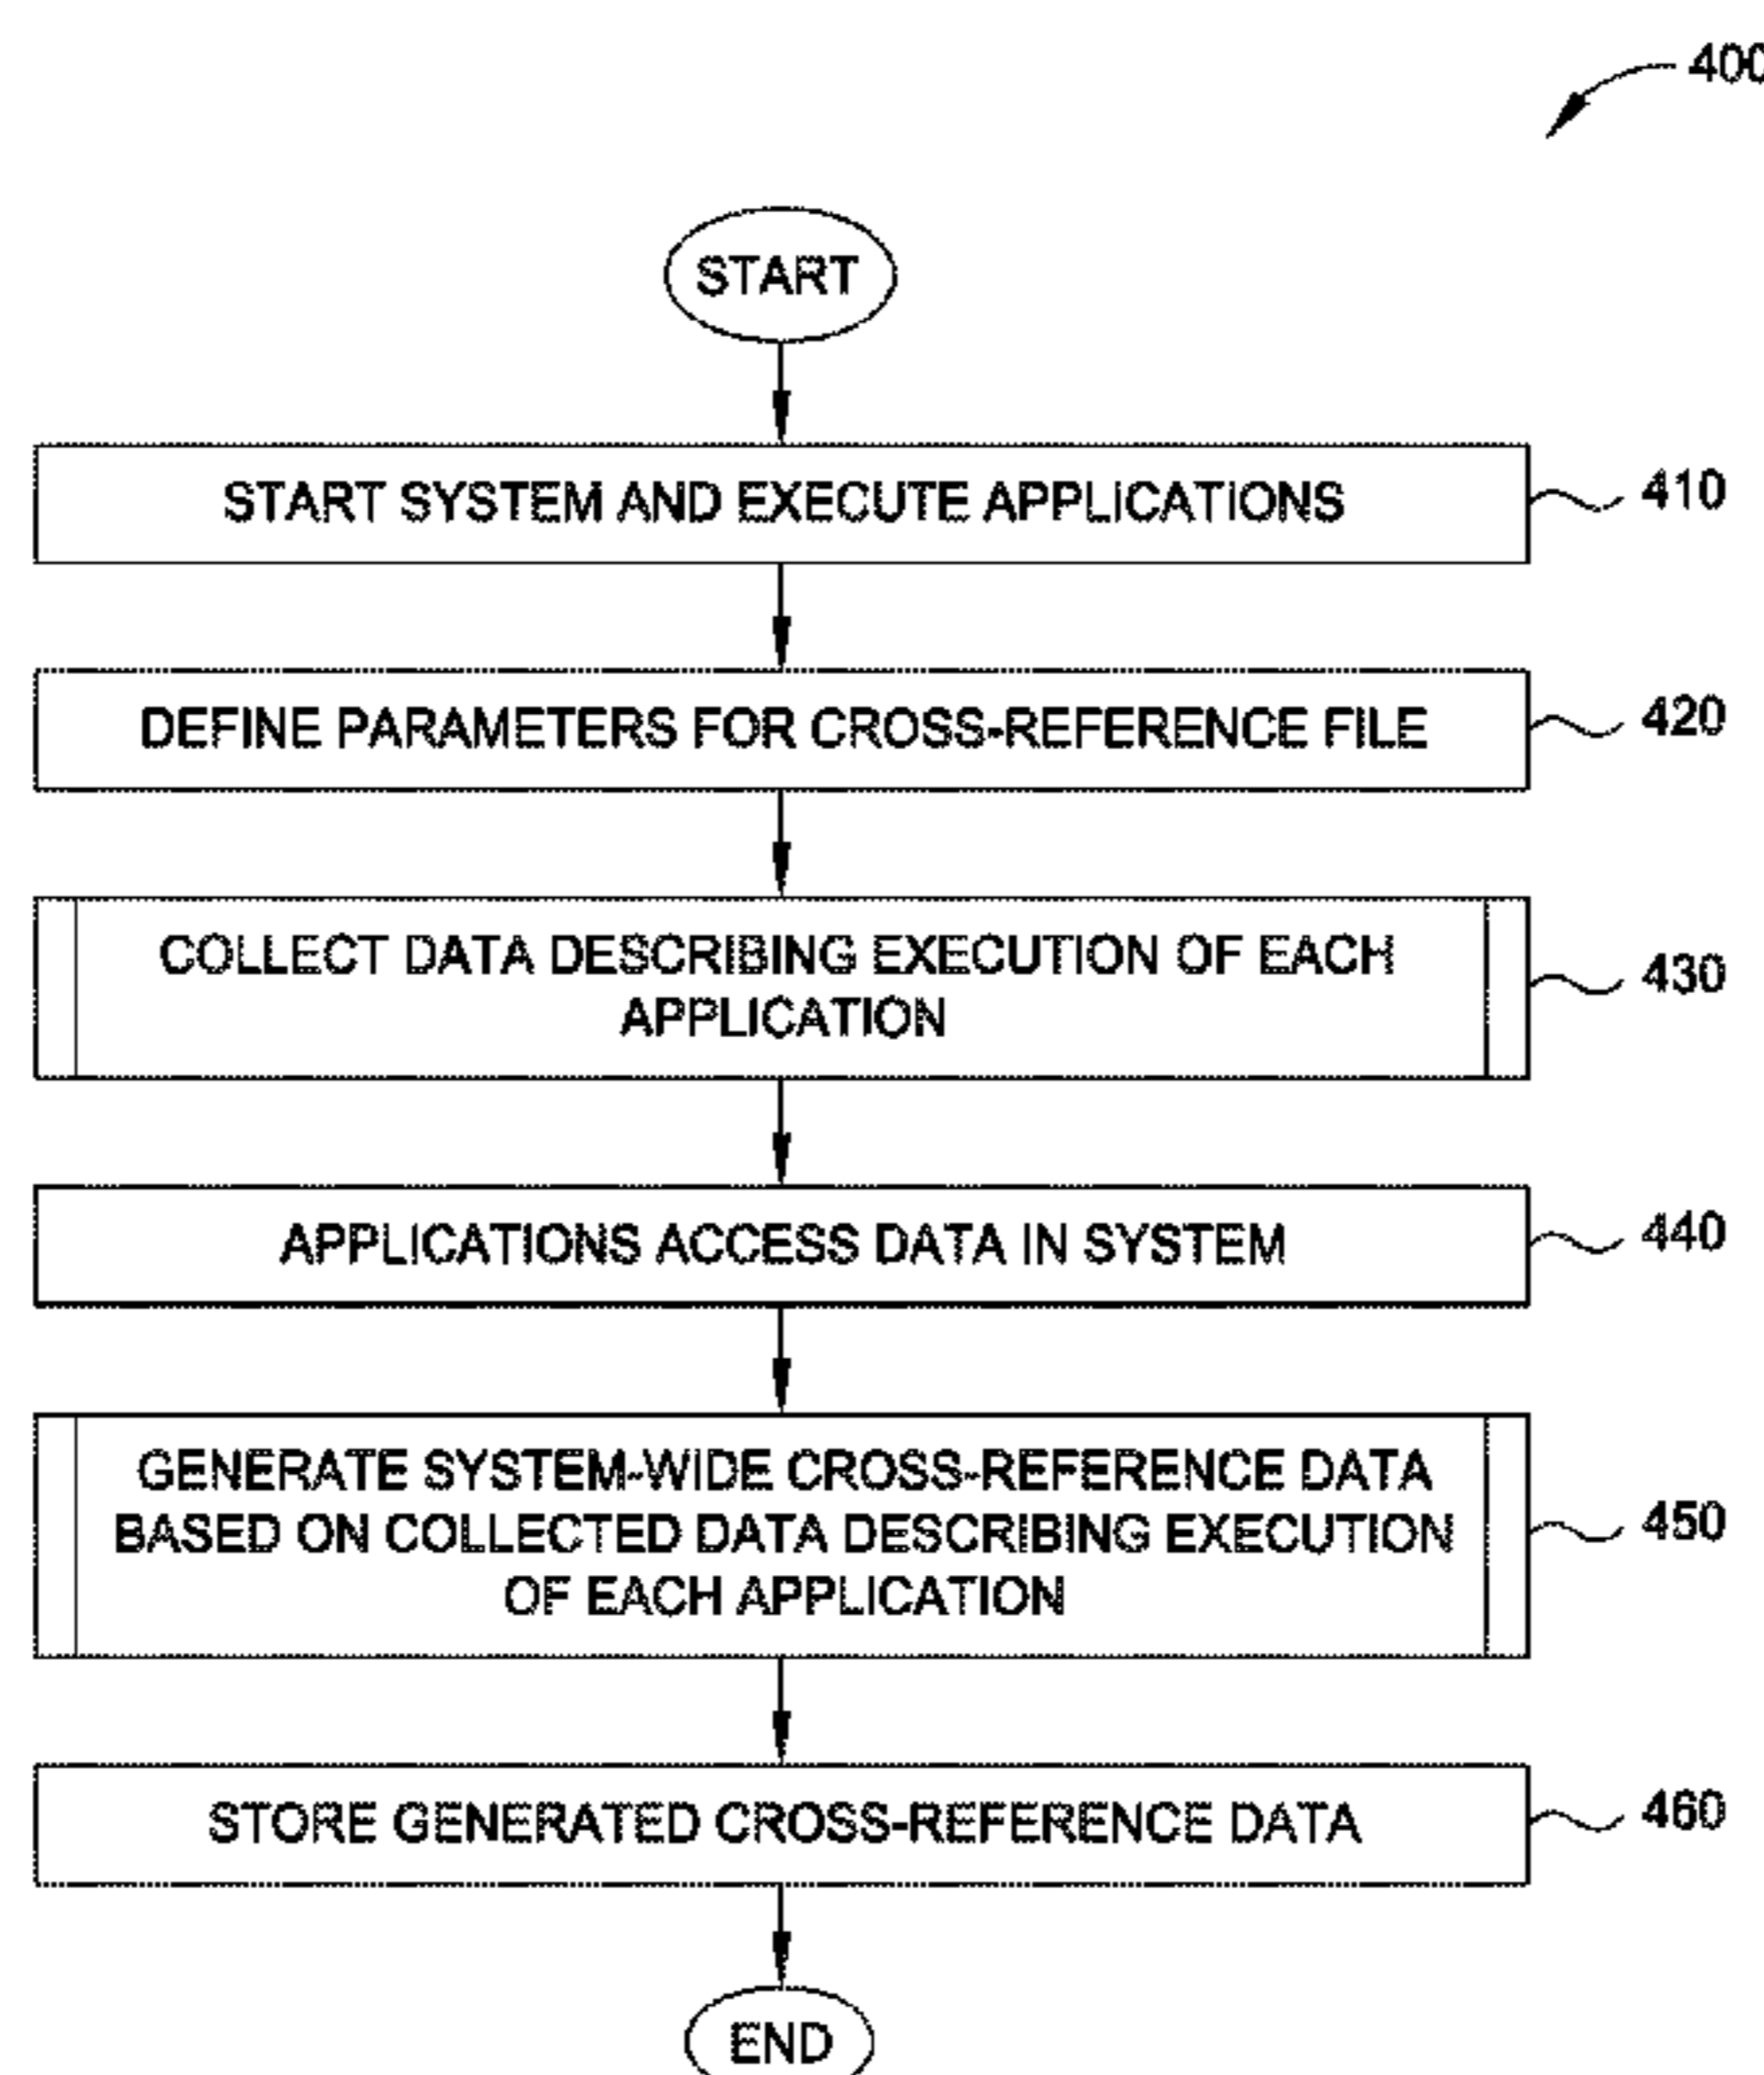 400
START
START SYSTEM AND EXECUTE APPLICATIONS
410
DEFINE PARAMETERS FOR CROSS-REFERENCE FILE
420
COLLECT DATA DESCRIBING EXECUTION OF EACH
APPLICATION
430
APPLICATIONS ACCESS DATA IN SYSTEM
440
GENERATE SYSTEM-WIDE CROSS-REFERENCE DATA
BASED ON COLLECTED DATA DESCRIBING EXECUTION
OF EACH APPLICATION
450
STORE GENERATED CROSS-REFERENCE DATA
460
END